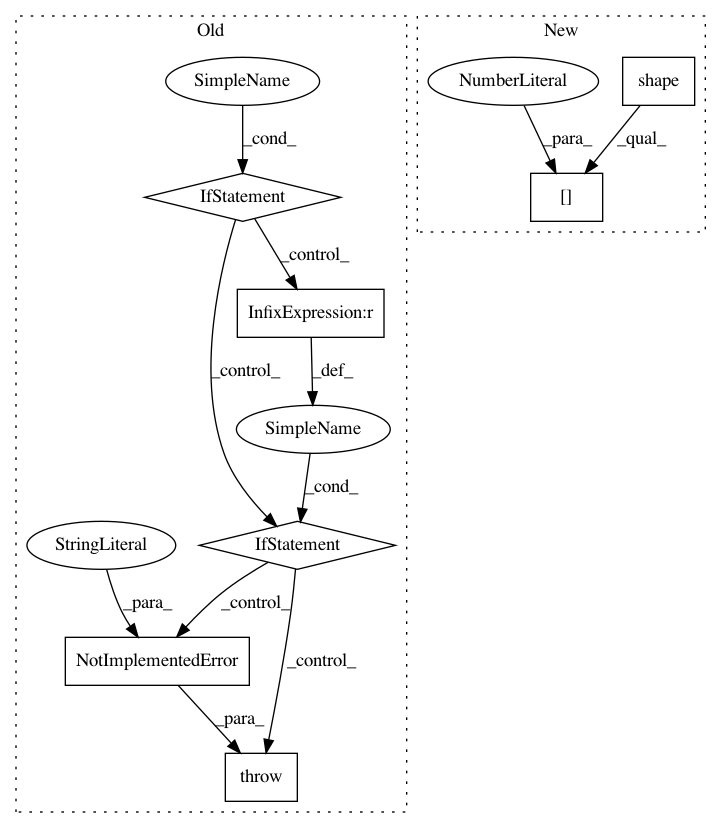 Old
New
SimpleName
NumberLiteral
shape
_cond_
_para_
_qual_
IfStatement
[]
_control_
InfixExpression:r
_control_
_def_
SimpleName
_cond_
StringLiteral
IfStatement
_para_
_control_
NotImplementedError
_control_
_para_
throw